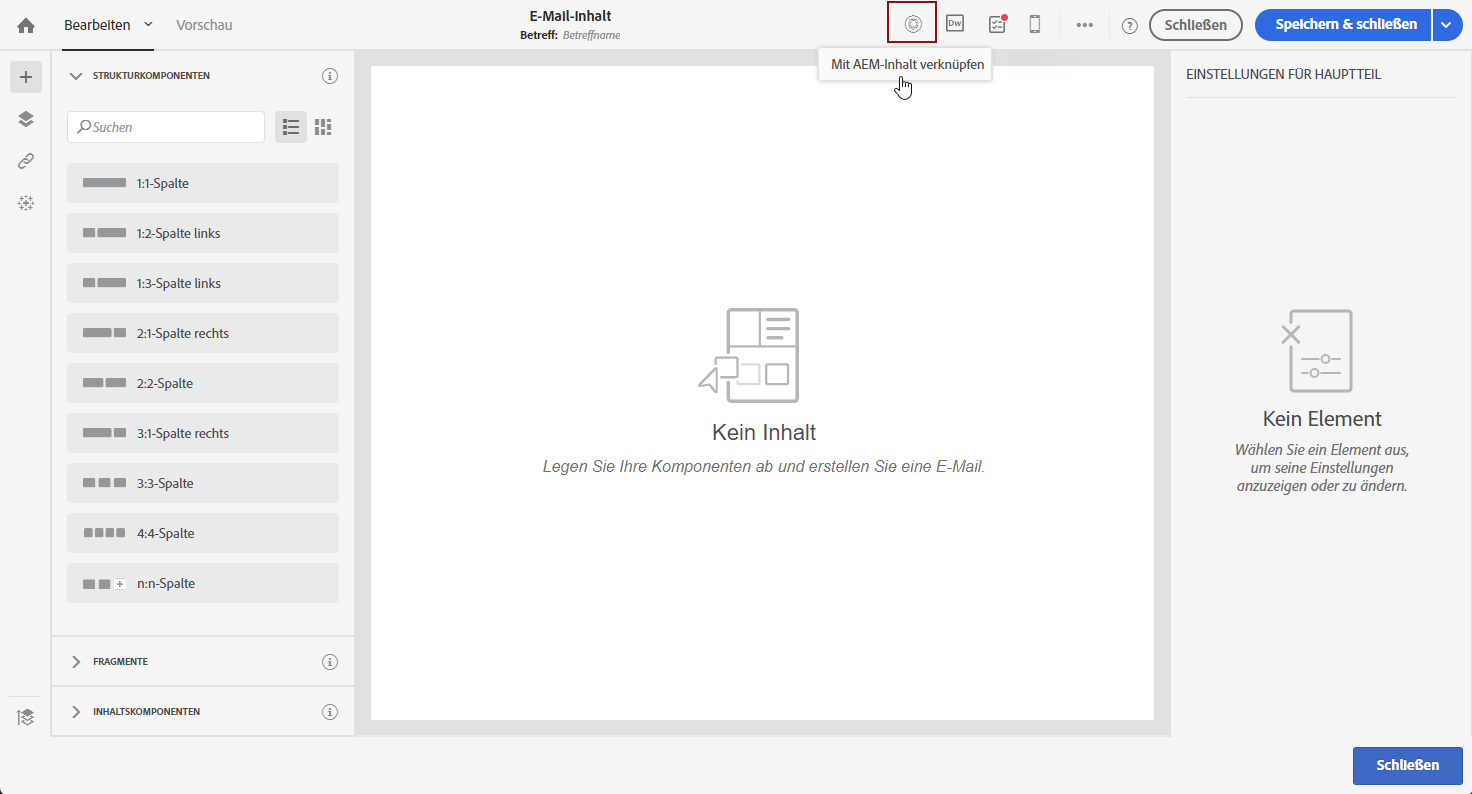 Bearbeiten
Vorschau
E-Mail-Inhalt
Betreff: Betreffname
Dw
Schließen
Speichern & schließen
Mit AEM-Inhalt verknüpfen
STRUKTURKOMPONENTEN
Suchen
1:1-Spalte
1:2-Spalte links
1:3-Spalte links
2:1-Spalte rechts
2:2-Spalte
3:1-Spalte rechts
3:3-Spalte
4:4-Spalte
n:n-Spalte
FRAGMENTE
INHALTSKOMPONENTEN
Kein Inhalt
Legen Sie Ihre Komponenten ab und erstellen Sie eine E-Mail.
EINSTELLUNGEN FÜR HAUPTTEIL
Kein Element
Wählen Sie ein Element aus,
um seine Einstellungen
anzuzeigen oder zu ändern.
Schließen